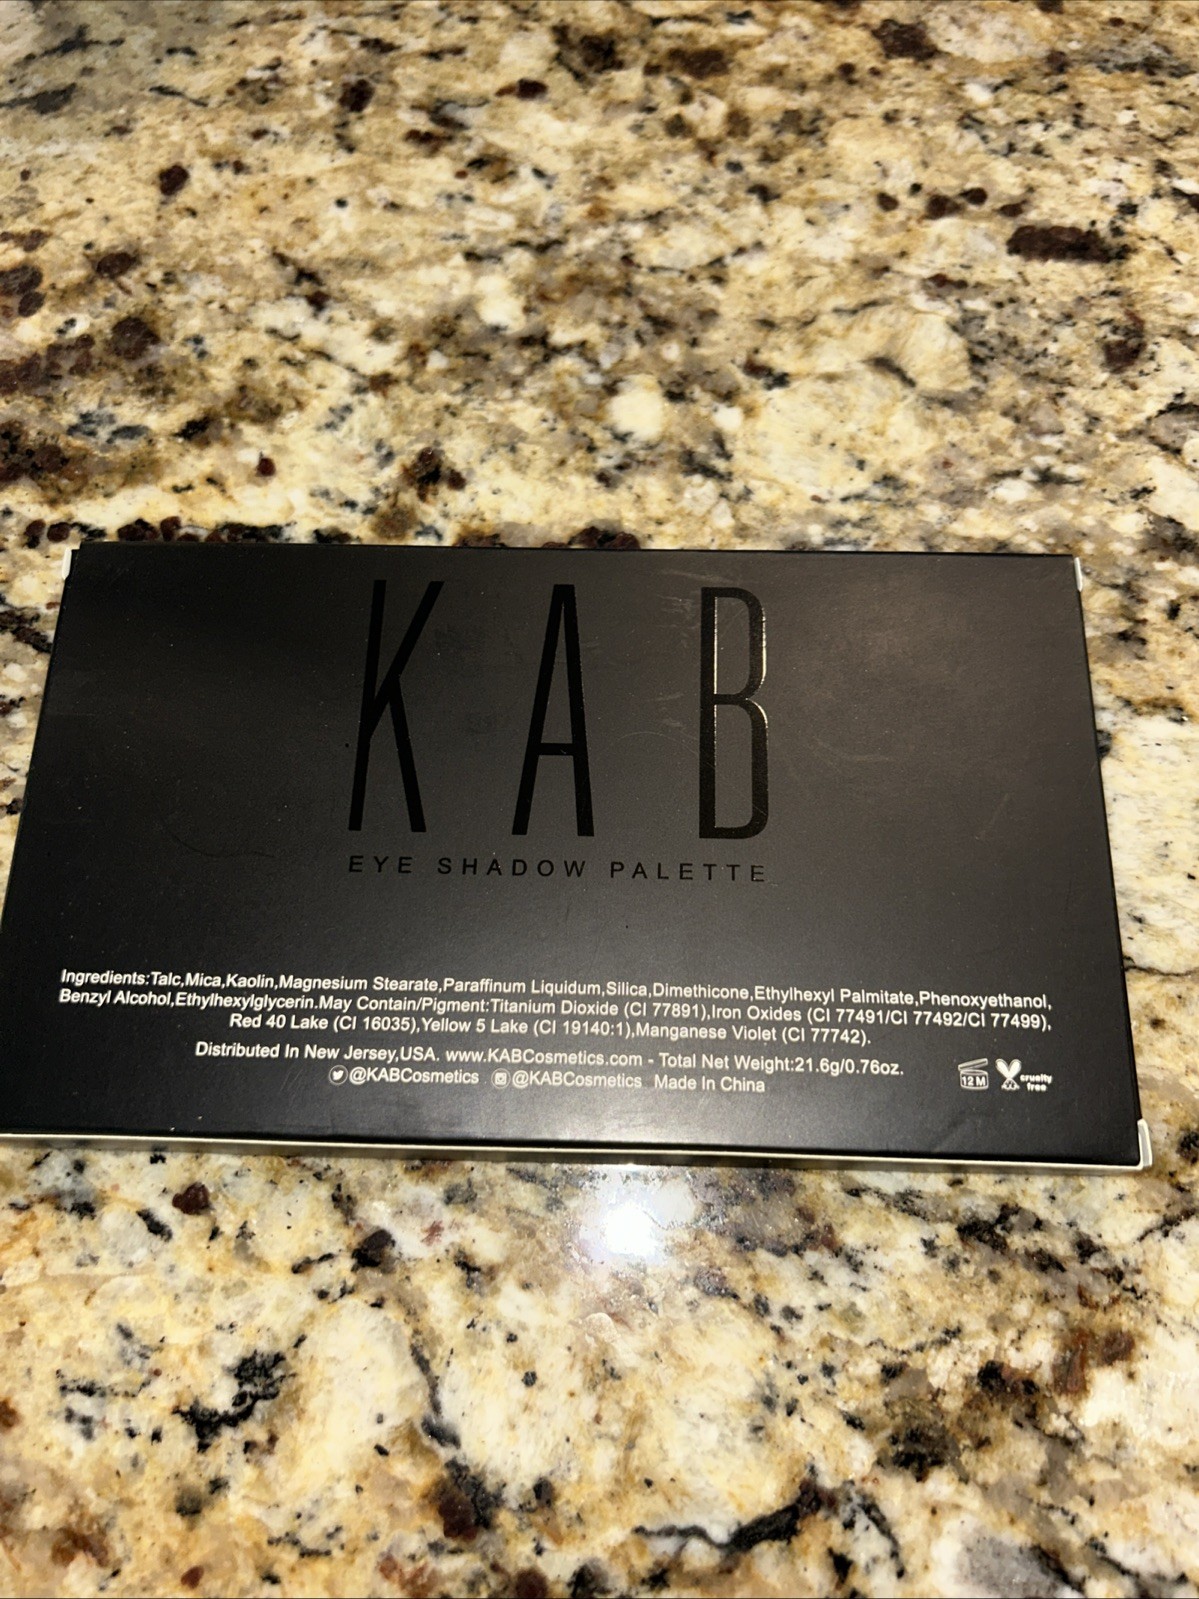 K A B
EYE SHADOW PALETTE
Ingredients:Talc,Mica,Kaolin,Magnesium Stearate,Paraffinum Liquidum,Silica,Dimethicone,Ethylhexyl Palmitate,Phenoxyethanol,
Benzyl Alcohol,Ethylhexylglycerin.May Contain/Pigment:Titanium Dioxide (CI 77891),Iron Oxides (CI 77491/CI 77492/CI 77499),
Red 40 Lake (CI 16035),Yellow 5 Lake (CI 19140:1),Manganese Violet (CI 77742).
Distributed In New Jersey,USA. www.KABCosmetics.com - Total Net Weight:21.6g/0.76oz.
@KABCosmetics @KABCosmetics Made In China
12 M
cruelty
free